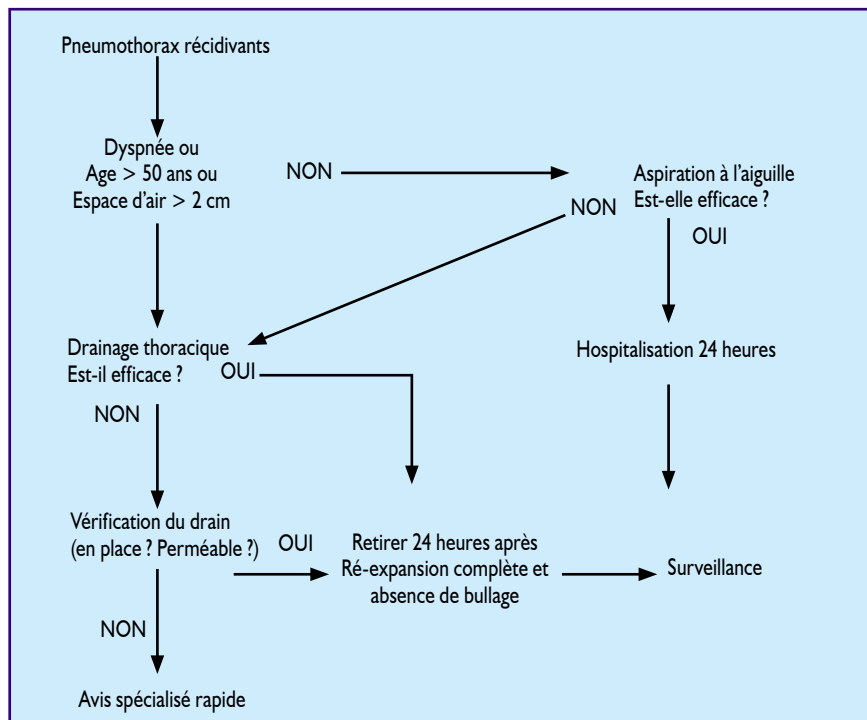 Pneumothorax récidivants
Dyspnée ou
Age > 50 ans ou
Espace d'air > 2 cm
NON
Aspiration à l'aiguille
Est-elle efficace ?
NON
OUI
Drainage thoracique
Est-il efficace ?
OUI
Hospitalisation 24 heures
NON
Vérification du drain
(en place ? Perméable ?)
OUI
Retirer 24 heures après
Ré-expansion complète et
absence de bullage
Surveillance
NON
Avis spécialisé rapide